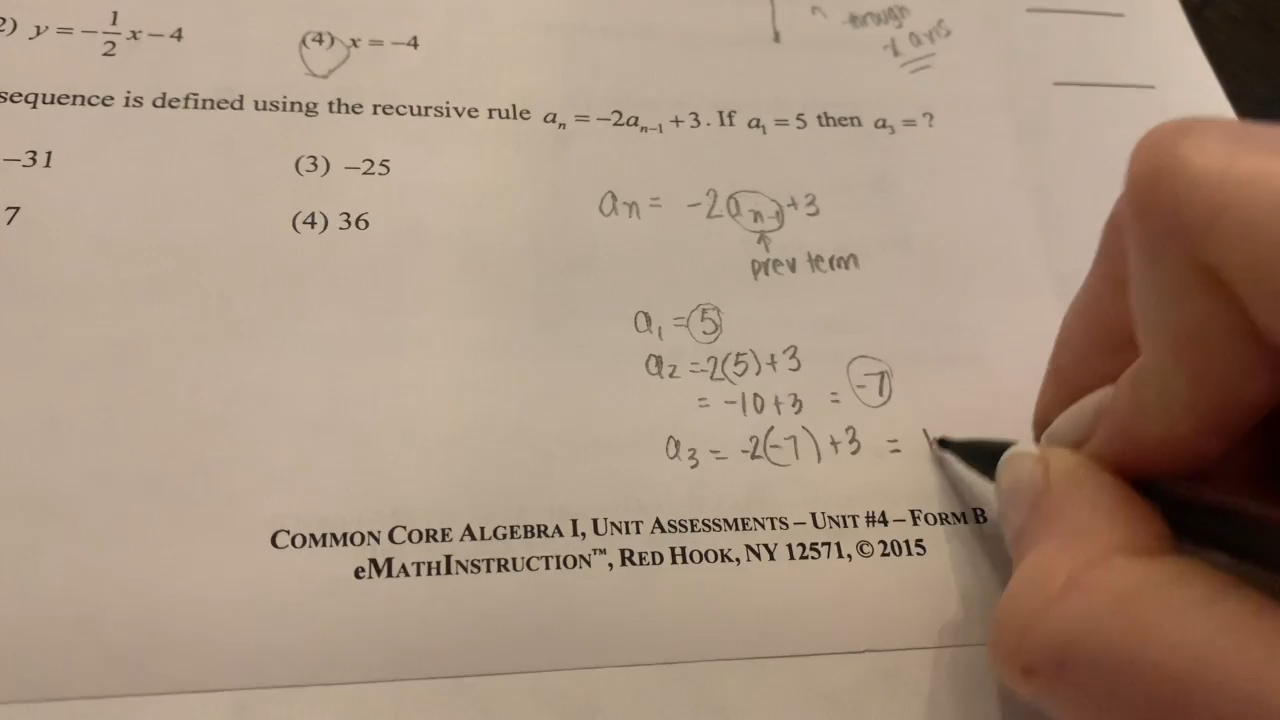 2) y = -1/2 x - 4
(4) x = -4
through
x axis
sequence is defined using the recursive rule aₙ = -2aₙ₋₁ + 3. If a₁ = 5 then a₃ = ?
-31
(3) -25
7
(4) 36
aₙ = -2aₙ₋₁ + 3
prev term
a₁ = 5
a₂ = -2(5) + 3
= -10 + 3 = -7
a₃ = -2(-7) + 3 =
COMMON CORE ALGEBRA I, UNIT ASSESSMENTS – UNIT #4 – FORM B
eMATHINSTRUCTION™, RED HOOK, NY 12571, © 2015